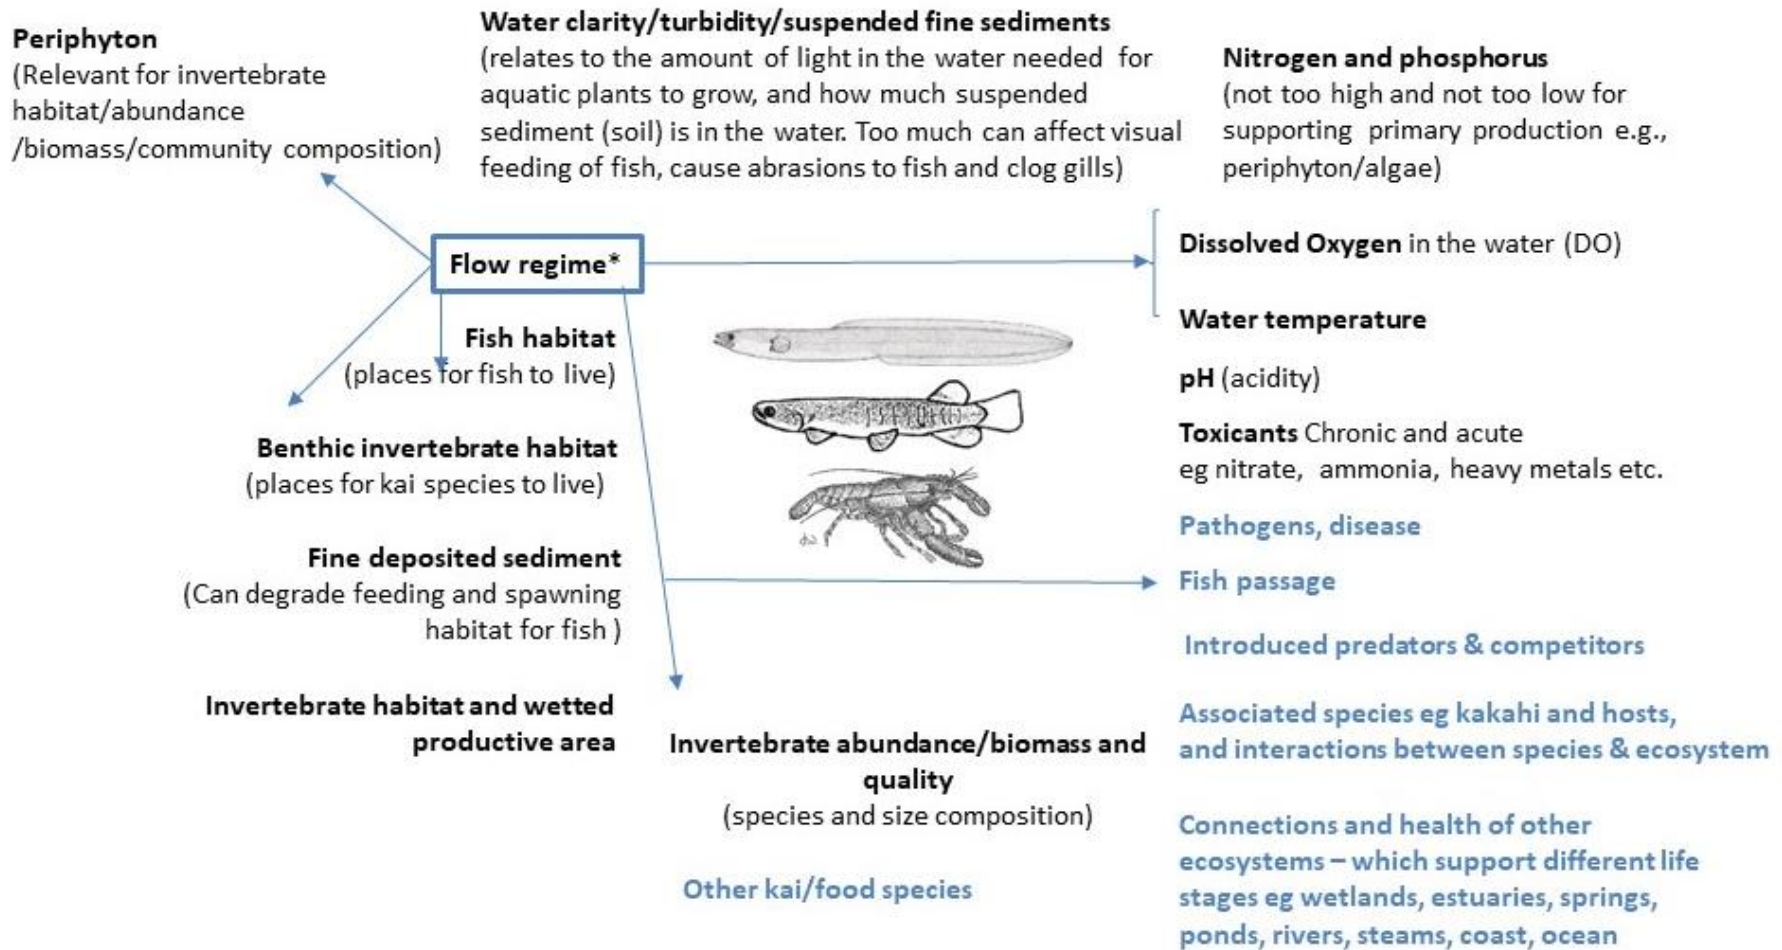 Periphyton
(Relevant for invertebrate
habitat/abundance
/biomass/community composition)
Water clarity/turbidity/suspended fine sediments
(relates to the amount of light in the water needed for
aquatic plants to grow, and how much suspended
sediment (soil) is in the water. Too much can affect visual
feeding of fish, cause abrasions to fish and clog gills)
Nitrogen and phosphorus
(not too high and not too low for
supporting primary production e.g.,
periphyton/algae)
Flow regime*
Dissolved Oxygen in the water (DO)
Water temperature
pH (acidity)
Toxicants Chronic and acute
eg nitrate, ammonia, heavy metals etc.
Pathogens, disease
Fish passage
Introduced predators & competitors
Associated species eg kakahi and hosts,
and interactions between species & ecosystem
Connections and health of other
ecosystems – which support different life
stages eg wetlands, estuaries, springs,
ponds, rivers, steams, coast, ocean
Fish habitat
(places for fish to live)
Benthic invertebrate habitat
(places for kai species to live)
Fine deposited sediment
(Can degrade feeding and spawning
habitat for fish )
Invertebrate habitat and wetted
productive area
Invertebrate abundance/biomass and
quality
(species and size composition)
Other kai/food species